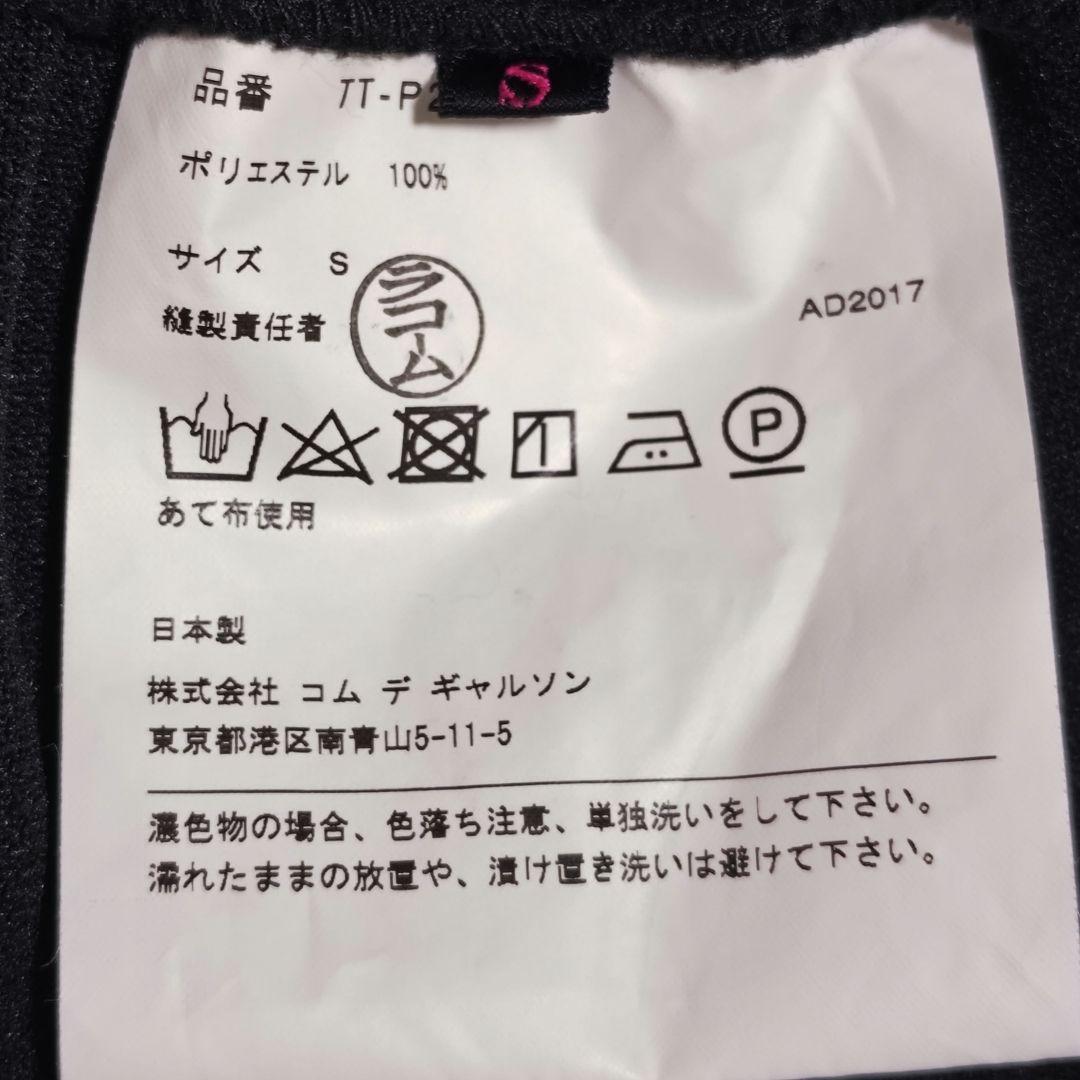 品番 TT-P2
S
ポリエステル 100%
サイズ S
縫製責任者 ラコーム
AD2017
P
あて布使用
日本製
株式会社 コム デ ギャルソン
東京都港区南青山5-11-5
濃色物の場合、色落ち注意、単独洗いをして下さい。
濡れたままの放置や、漬け置き洗いは避けて下さい。